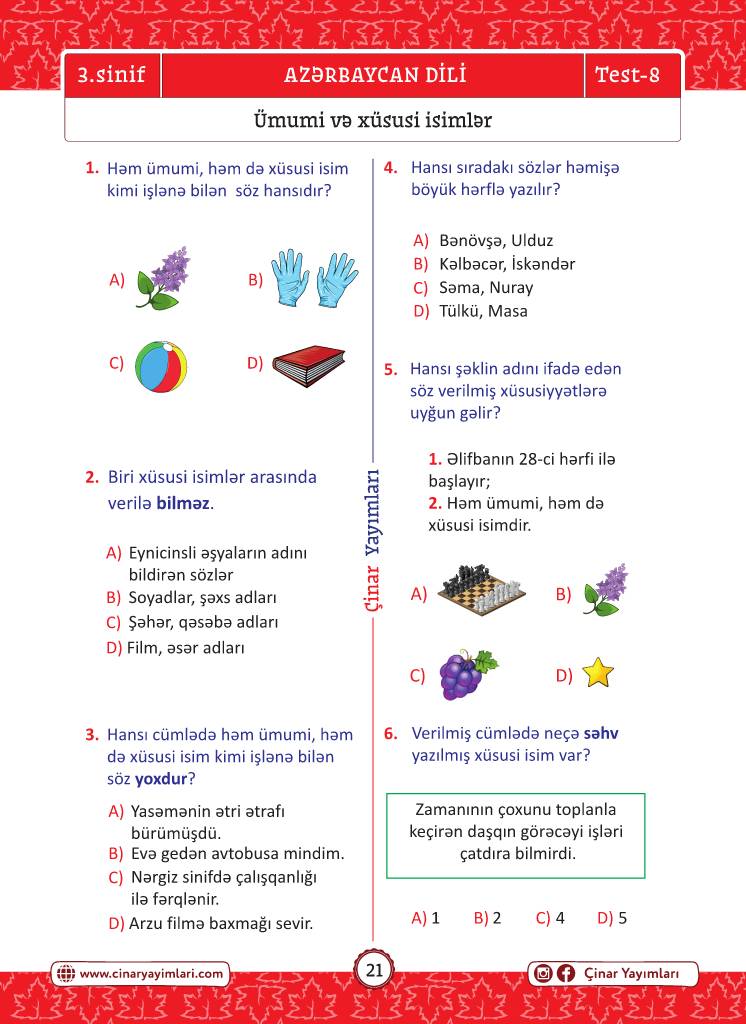 3.sinif
AZƏRBAYCAN DİLİ
Test-8
Ümumi və xüsusi isimlər
1. Həm ümumi, həm də xüsusi isim
kimi işlənə bilən söz hansıdır?
A)
B)
C)
D)
2. Biri xüsusi isimlər arasında
verilə bilməz.
A) Eynicinsli əşyaların adını
bildirən sözlər
B) Soyadlar, şəxs adları
C) Şəhər, qəsəbə adları
D) Film, əsər adları
3. Hansı cümlədə həm ümumi, həm
də xüsusi isim kimi işlənə bilən
söz yoxdur?
A) Yasəmənin ətri ətrafı
bürümüşdü.
B) Evə gedən avtobusa mindim.
C) Nərgiz sinifdə çalışqanlığı
ilə fərqlənir.
D) Arzu filmə baxmağı sevir.
Çinar Yayımları
4. Hansı sıradakı sözlər həmişə
böyük hərflə yazılır?
A) Bənövşə, Ulduz
B) Kəlbəcər, İskəndər
C) Səma, Nuray
D) Tülkü, Masa
5. Hansı şəklin adını ifadə edən
söz verilmiş xüsusiyyətlərə
uyğun gəlir?
1. Əlifbanın 28-ci hərfi ilə
başlayır;
2. Həm ümumi, həm də
xüsusi isimdir.
A)
B)
C)
D)
6. Verilmiş cümlədə neçə səhv
yazılmış xüsusi isim var?
Zamanının çoxunu toplanla
keçirən daşqın görəcəyi işləri
çatdıra bilmirdi.
A) 1 B) 2 C) 4 D) 5
www.cinaryayimlari.com
21
Çinar Yayımları